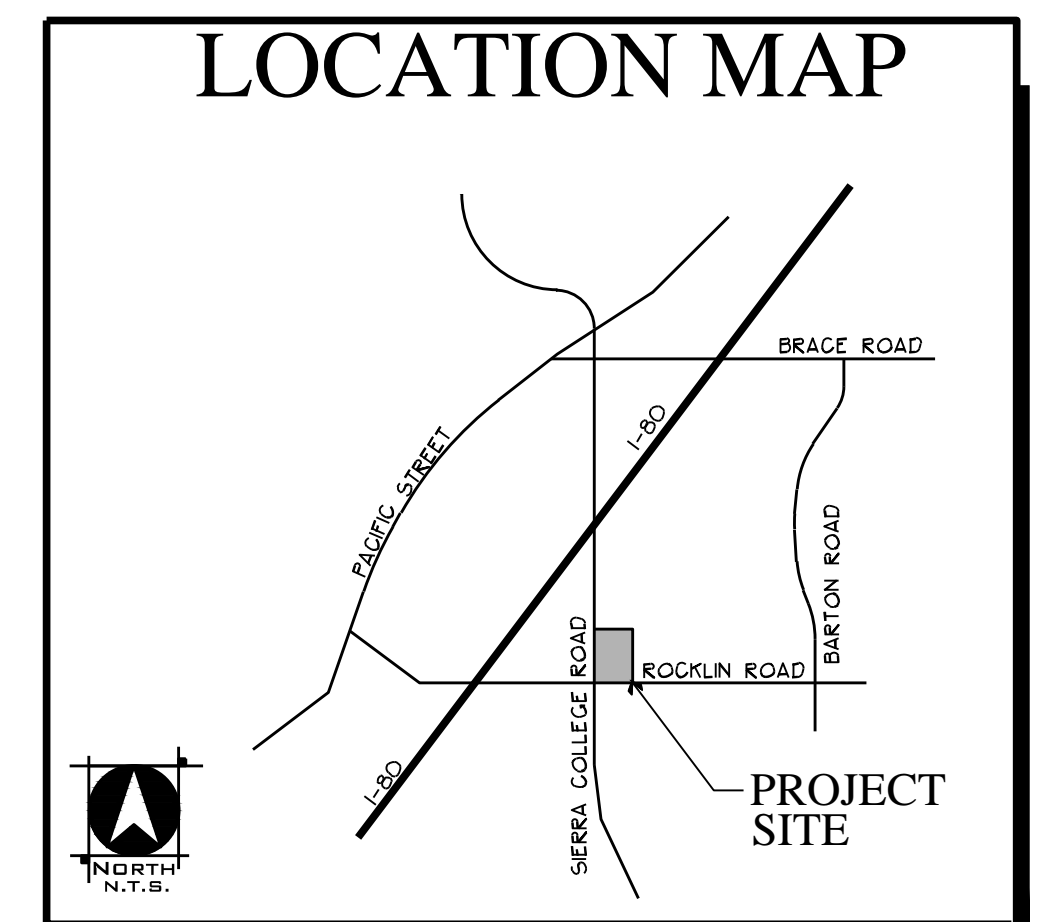 LOCATION MAP
BRACE ROAD
I-80
PACIFIC STREET
BARTON ROAD
SIERRA COLLEGE ROAD
ROCKLIN ROAD
I-80
PROJECT
SITE
NORTH
N.T.S.